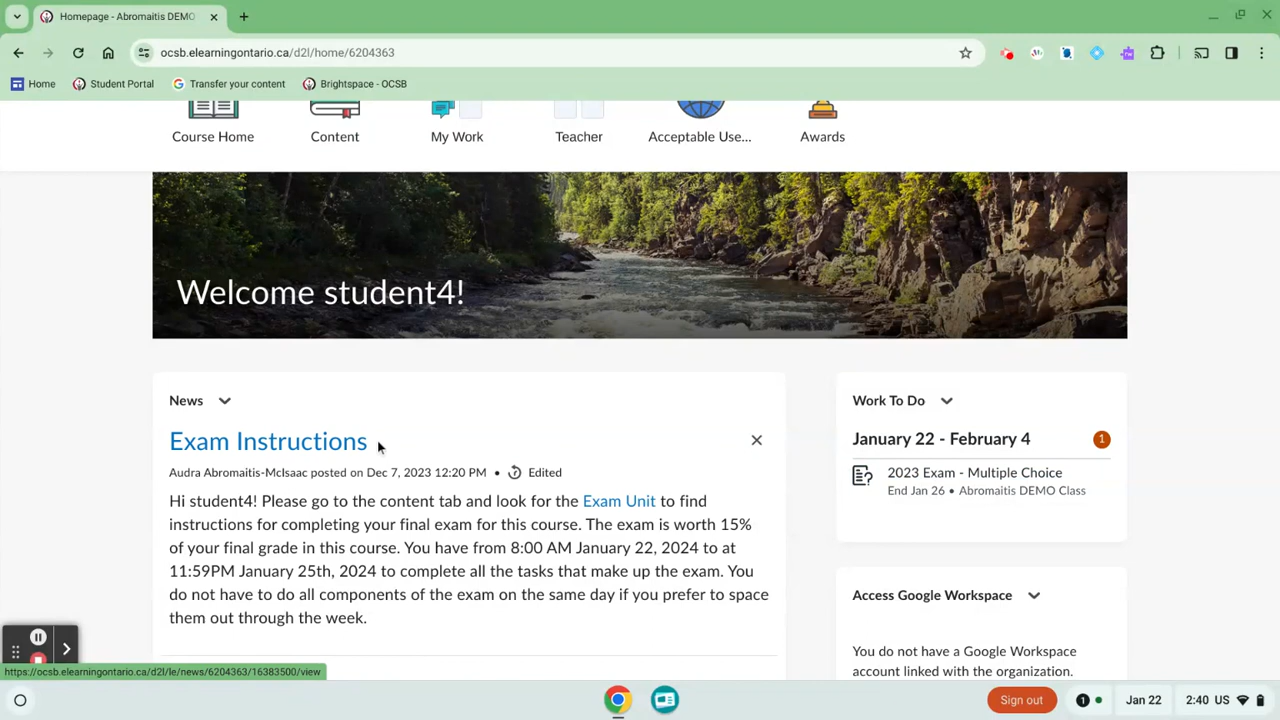 Homepage - Abromaitis DEMO
ocsb.elearningontario.ca/d2l/home/6204363
Home Student Portal Transfer your content Brightspace - OCSB
Course Home Content My Work Teacher Acceptable Use... Awards
Welcome student4!
News
Exam Instructions
Audra Abromaitis-McIsaac posted on Dec 7, 2023 12:20 PM • Edited
Hi student4! Please go to the content tab and look for the Exam Unit to find
instructions for completing your final exam for this course. The exam is worth 15%
of your final grade in this course. You have from 8:00 AM January 22, 2024 to at
11:59PM January 25th, 2024 to complete all the tasks that make up the exam. You
do not have to do all components of the exam on the same day if you prefer to space
them out through the week.
Work To Do
January 22 - February 4 1
2023 Exam - Multiple Choice
End Jan 26 • Abromaitis DEMO Class
Access Google Workspace
You do not have a Google Workspace
account linked with the organization.
https://ocsb.elearningontario.ca/d2l/le/news/6204363/16383500/view
Sign out 1 Jan 22 2:40 US